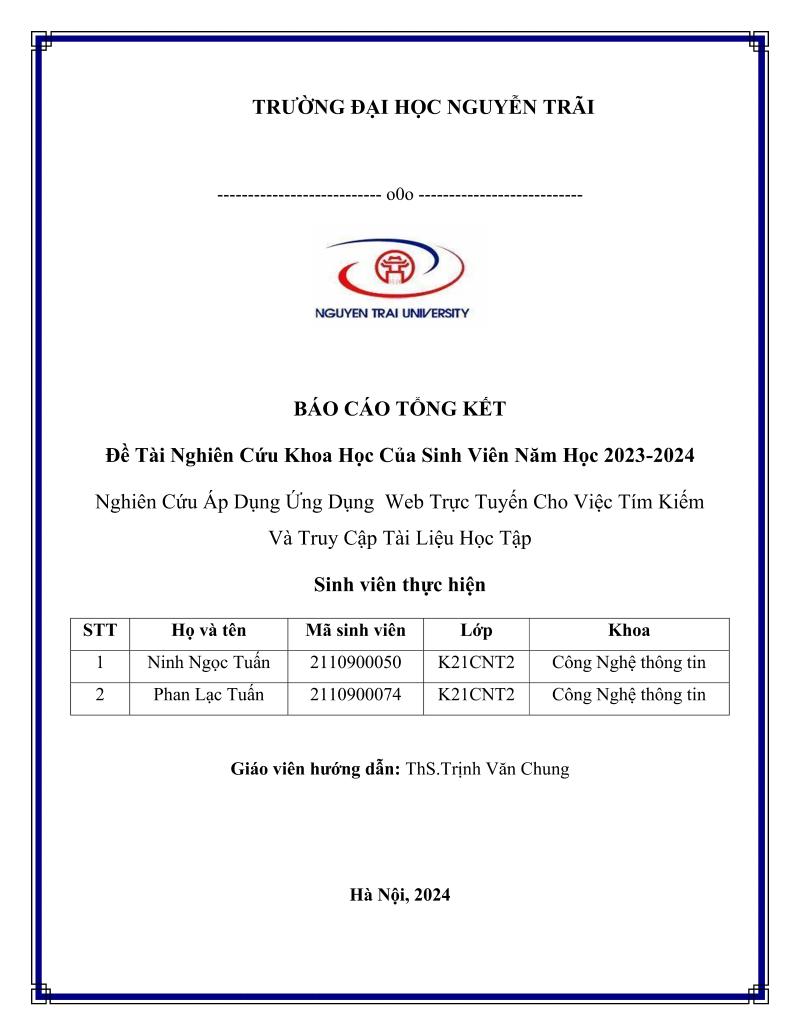 TRƯỜNG ĐẠI HỌC NGUYỄN TRÃI
--------------------------- o0o ---------------------------
NGUYEN TRAI UNIVERSITY
BÁO CÁO TỔNG KẾT
Đề Tài Nghiên Cứu Khoa Học Của Sinh Viên Năm Học 2023-2024
Nghiên Cứu Áp Dụng Ứng Dụng  Web Trực Tuyến Cho Việc Tím Kiếm
Và Truy Cập Tài Liệu Học Tập
Sinh viên thực hiện
STT Họ và tên Mã sinh viên Lớp Khoa
1 Ninh Ngọc Tuấn 2110900050 K21CNT2 Công Nghệ thông tin
2 Phan Lạc Tuấn 2110900074 K21CNT2 Công Nghệ thông tin
Giáo viên hướng dẫn: ThS.Trịnh Văn Chung
Hà Nội, 2024